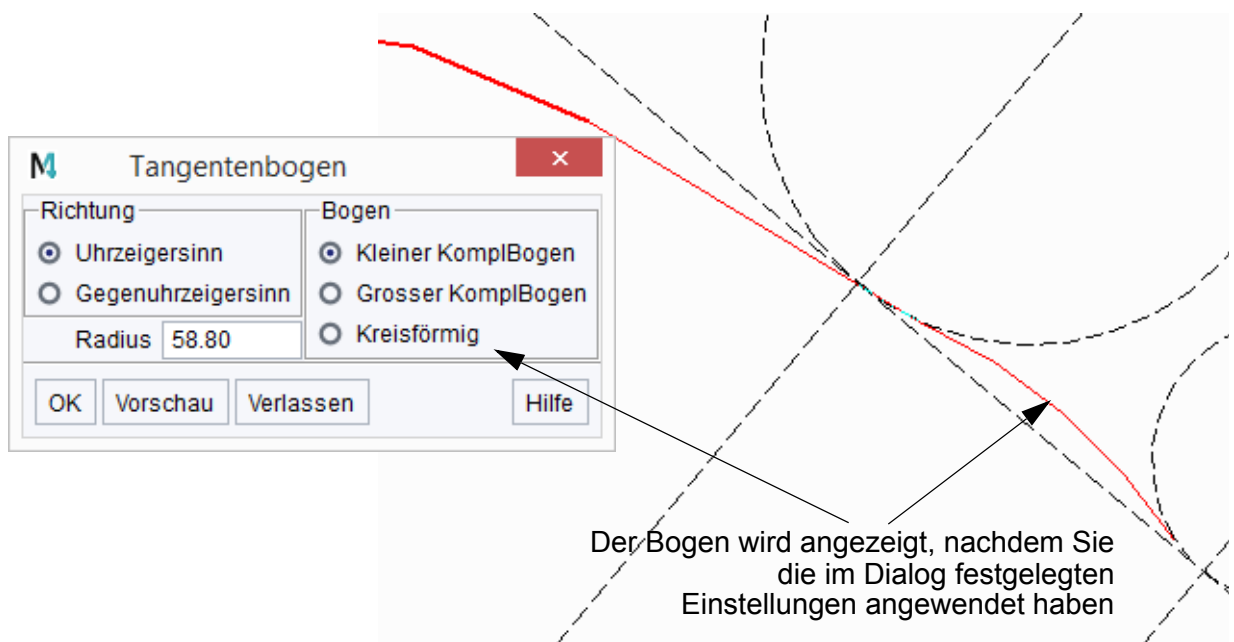 Tangentenbogen
Richtung
Uhrzeigersinn
Gegenuhrzeigersinn
Radius 58.80
Bogen
Kleiner KomplBogen
Grosser KomplBogen
Kreisförmig
OK Vorschau Verlassen Hilfe
Der Bogen wird angezeigt, nachdem Sie
die im Dialog festgelegten
Einstellungen angewendet haben